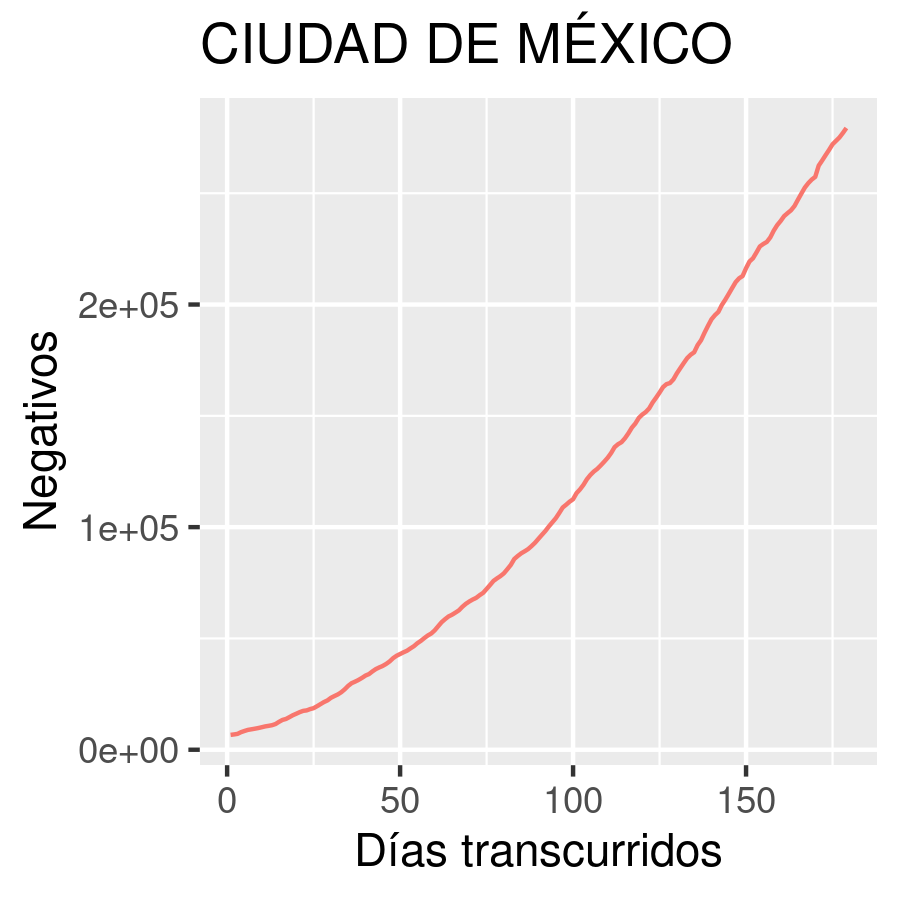 CIUDAD DE MÉXICO
Negativos
2e+05
1e+05
0e+00
0 50 100 150
Días transcurridos